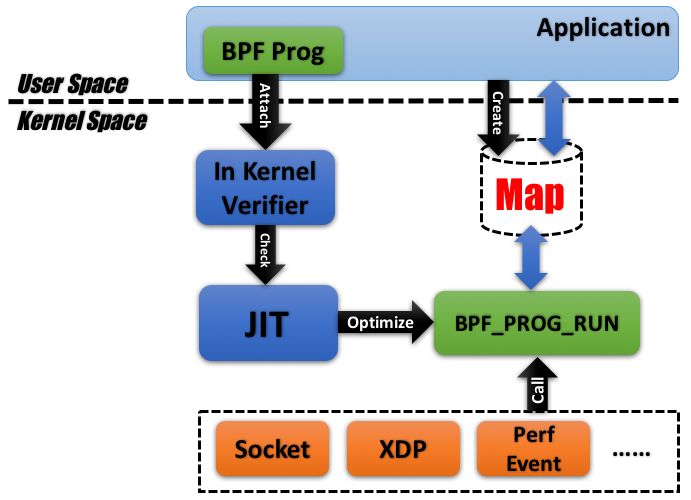 Application
BPF Prog
User Space
Kernel Space
Attach
Create
In Kernel
Verifier
Map
Check
JIT
Optimize
BPF_PROG_RUN
Call
Socket
XDP
Perf
Event
......